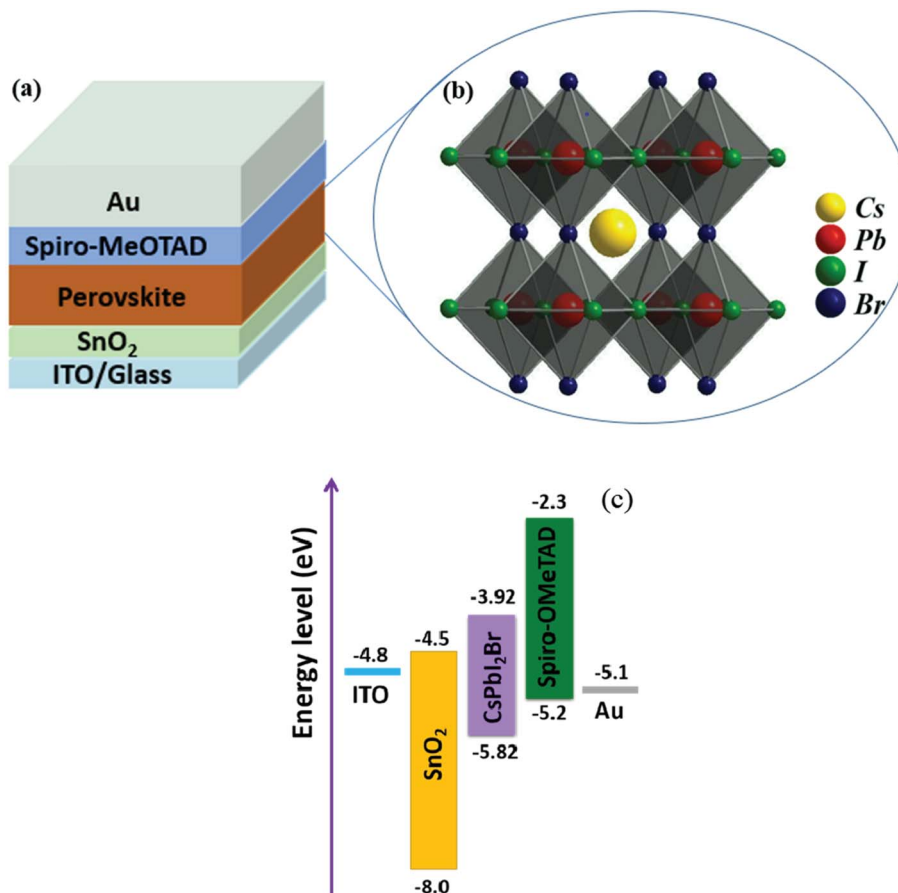 (a)
Au
Spiro-MeOTAD
Perovskite
SnO₂
ITO/Glass
(b)
Cs
Pb
I
Br
(c)
Energy level (eV)
-4.8
ITO
-4.5
SnO₂
-8.0
-3.92
CsPbI₂Br
-5.82
-2.3
Spiro-OMeTAD
-5.2
-5.1
Au